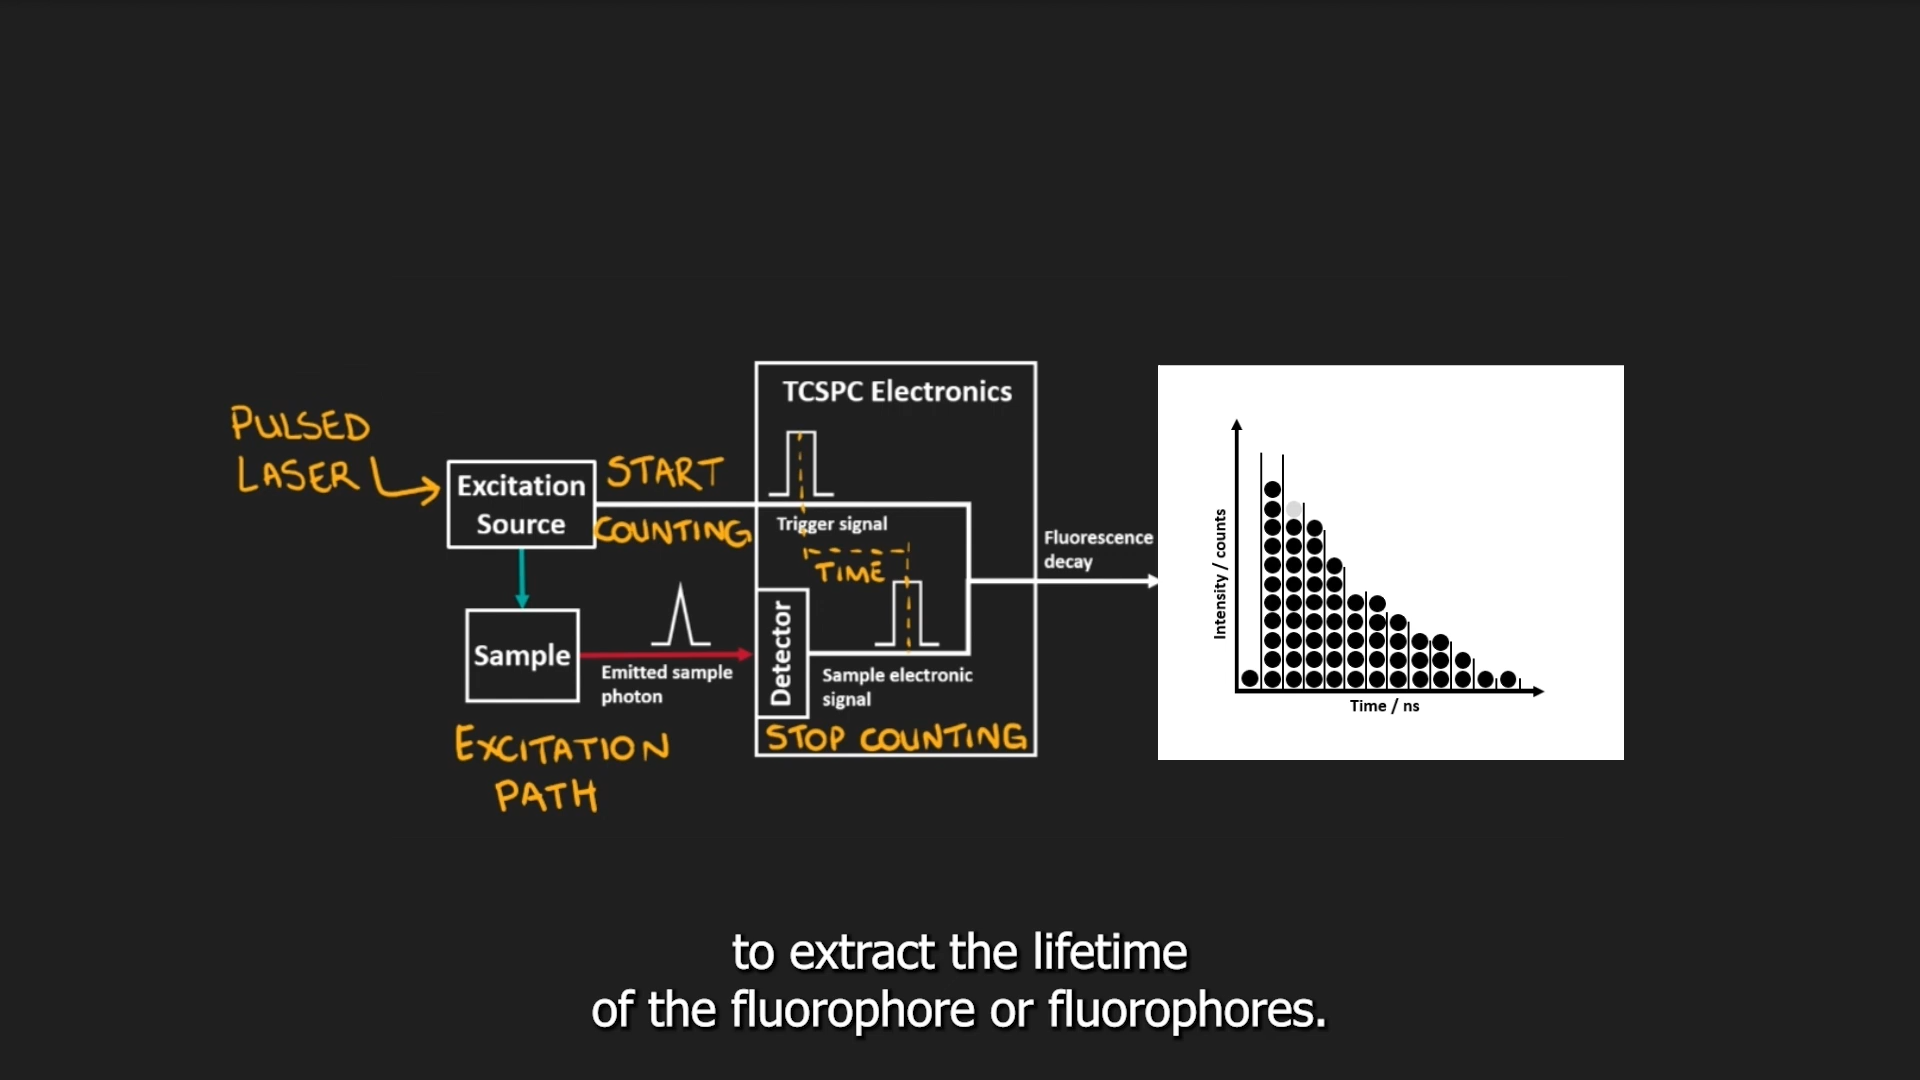 PULSED
LASER
Excitation
Source
START
COUNTING
TCSPC Electronics
Trigger signal
TIME
Sample
Emitted sample
photon
Detector
Sample electronic
signal
STOP COUNTING
EXCITATION
PATH
Fluorescence
decay
Intensity / counts
Time / ns
to extract the lifetime
of the fluorophore or fluorophores.